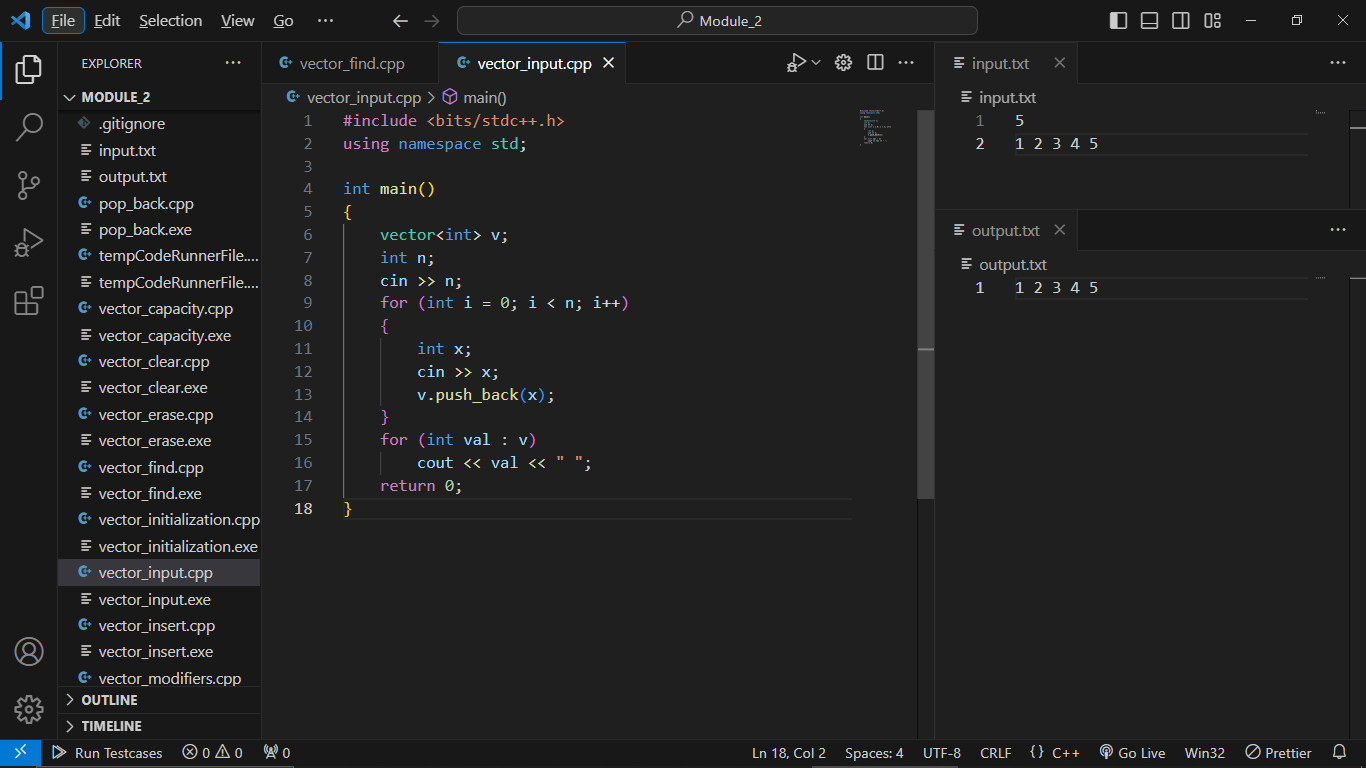 File Edit Selection View Go ··· Module_2
EXPLORER ···
MODULE_2
.gitignore
input.txt
output.txt
pop_back.cpp
pop_back.exe
tempCodeRunnerFile....
tempCodeRunnerFile....
vector_capacity.cpp
vector_capacity.exe
vector_clear.cpp
vector_clear.exe
vector_erase.cpp
vector_erase.exe
vector_find.cpp
vector_find.exe
vector_initialization.cpp
vector_initialization.exe
vector_input.cpp
vector_input.exe
vector_insert.cpp
vector_insert.exe
vector_modifiers.cpp
OUTLINE
TIMELINE
vector_find.cpp vector_input.cpp
vector_input.cpp > main()
1 #include <bits/stdc++.h>
2 using namespace std;
3
4 int main()
5 {
6 vector<int> v;
7 int n;
8 cin >> n;
9 for (int i = 0; i < n; i++)
10 {
11 int x;
12 cin >> x;
13 v.push_back(x);
14 }
15 for (int val : v)
16 cout << val << " ";
17 return 0;
18 }
input.txt
input.txt
1 5
2 1 2 3 4 5
output.txt
output.txt
1 1 2 3 4 5
Run Testcases 0 0 0 Ln 18, Col 2 Spaces: 4 UTF-8 CRLF {} C++ Go Live Win32 Prettier